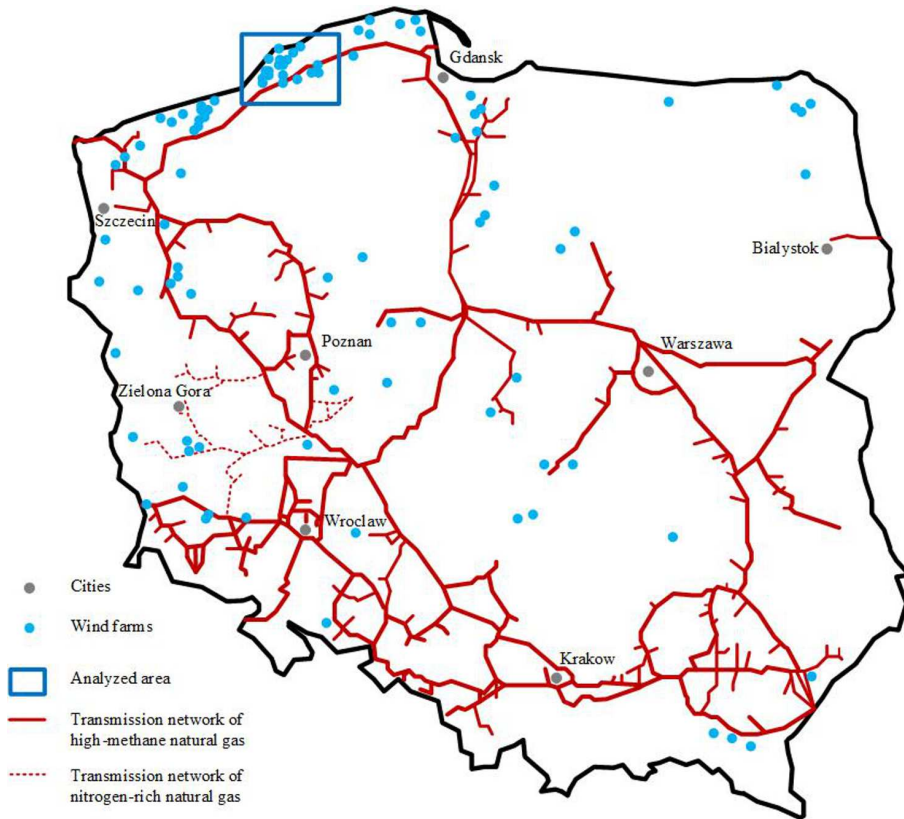 Gdansk
Szczecin
Bialystok
Poznan
Warszawa
Zielona Gora
Wroclaw
Cities
Wind farms
Krakow
Analyzed area
Transmission network of
high-methane natural gas
Transmission network of
nitrogen-rich natural gas